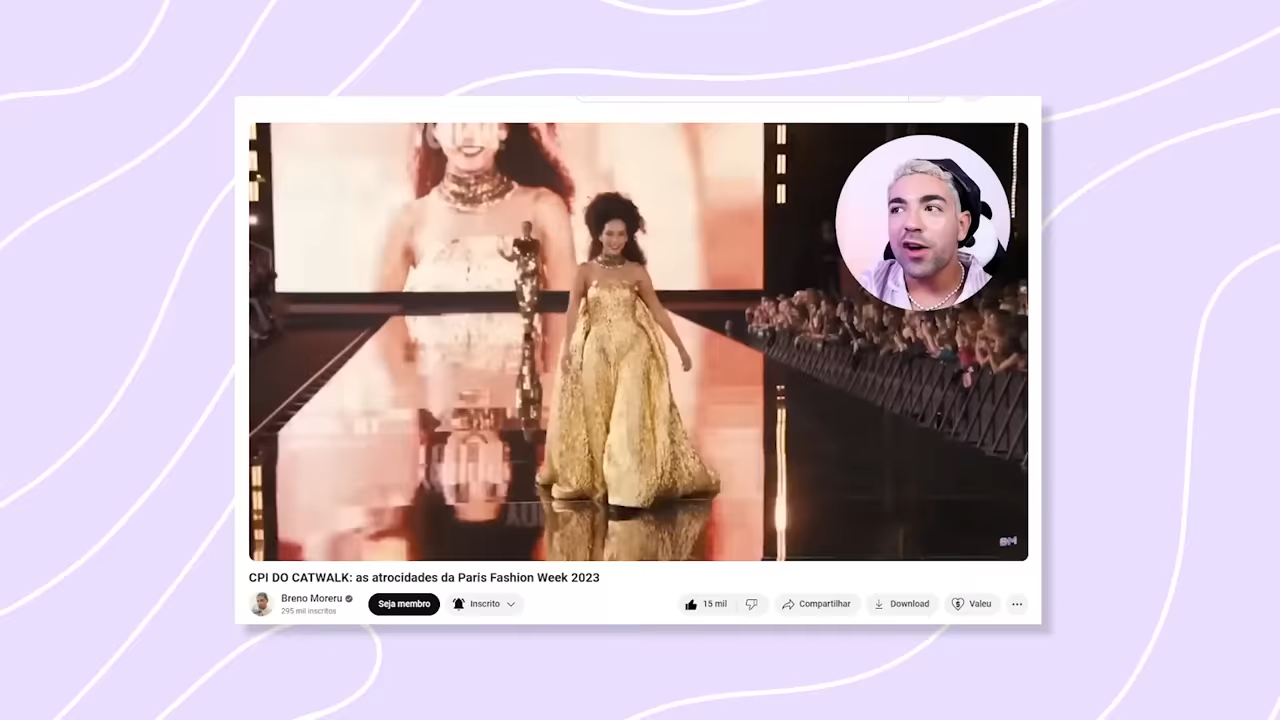 CPI DO CATWALK: as atrocidades da Paris Fashion Week 2023
Breno Moreru
295 mil inscritos
Seja membro
Inscrito
15 mil
Compartilhar
Download
Valeu
BM